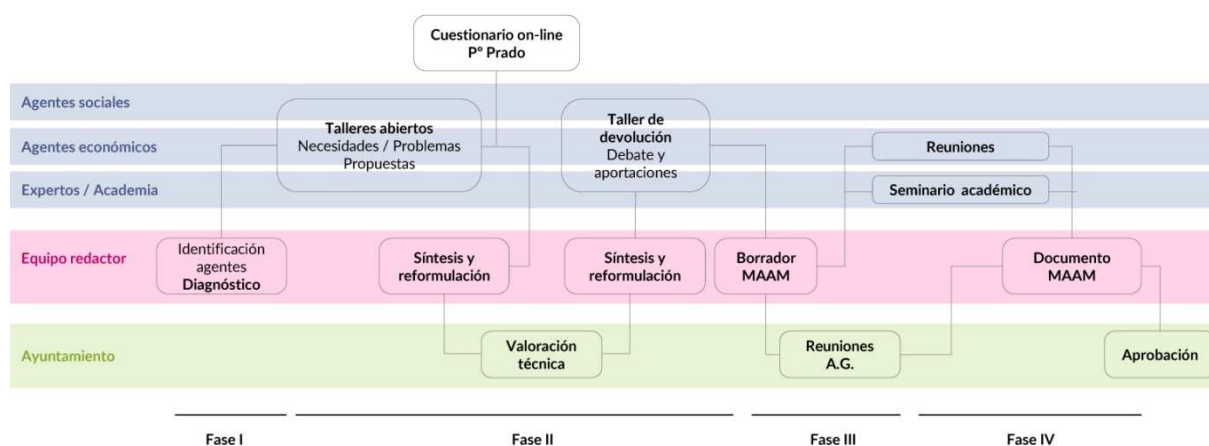 Cuestionario on-line
Pº Prado
Agentes sociales
Agentes económicos
Expertos / Academia
Equipo redactor
Ayuntamiento
Talleres abiertos
Necesidades / Problemas
Propuestas
Taller de
devolución
Debate y
aportaciones
Reuniones
Seminario académico
Identificación
agentes
Diagnóstico
Síntesis y
reformulación
Síntesis y
reformulación
Borrador
MAAM
Documento
MAAM
Valoración
técnica
Reuniones
A.G.
Aprobación
Fase I
Fase II
Fase III
Fase IV